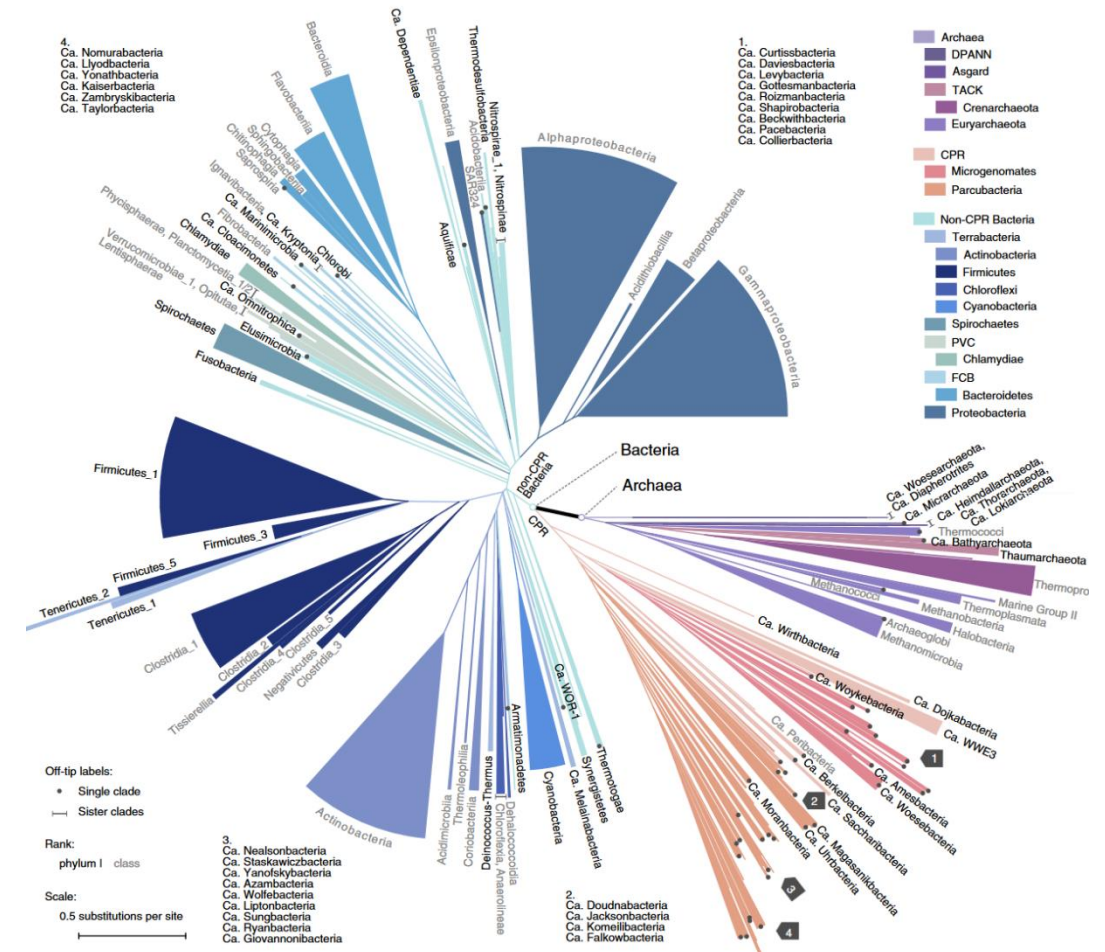 4.
Ca. Nomurabacteria
Ca. Llyodbacteria
Ca. Yonathbacteria
Ca. Kaiserbacteria
Ca. Zambryskibacteria
Ca. Taylorbacteria
Bacteroidia
Flavobacteriia
Cytophagia
Sphingobacteriia
Chitinophagia
Saprospiria
Ignavibacteria, Ca. Kryptonia
Chlorobi
Ca. Marinimicrobia
Fibrobacteria
Ca. Cloacimonetes
Chlamydiae
Phycisphaerae, Planctomycetia_1/2
Verrucomicrobiae_1, Opitutae,
Lentisphaerae
Ca. Omnitrophica
Elusimicrobia
Spirochaetes
Fusobacteria
Ca. Dependentiae
Epsilonproteobacteria
Aquificae
Thermodesulfobacteria
Acidobacteriia
SAR324
Nitrospirae_1, Nitrospinae
Alphaproteobacteria
Acidithiobacillia
Betaproteobacteria
Gammaproteobacteria
1.
Ca. Curtissbacteria
Ca. Daviesbacteria
Ca. Levybacteria
Ca. Gottesmanbacteria
Ca. Roizmanbacteria
Ca. Shapirobacteria
Ca. Beckwithbacteria
Ca. Pacebacteria
Ca. Collierbacteria
Archaea
DPANN
Asgard
TACK
Crenarchaeota
Euryarchaeota
CPR
Microgenomates
Parcubacteria
Non-CPR Bacteria
Terrabacteria
Actinobacteria
Firmicutes
Chloroflexi
Cyanobacteria
Spirochaetes
PVC
Chlamydiae
FCB
Bacteroidetes
Proteobacteria
Bacteria
Archaea
non-CPR
Bacteria
CPR
Ca. Woesearchaeota,
Ca. Diapherotrites
Ca. Micrarchaeota
Ca. Heimdallarchaeota,
Ca. Thorarchaeota,
Ca. Lokiarchaeota
Thermococci
Ca. Bathyarchaeota
Thaumarchaeota
Thermopro
Marine Group II
Thermoplasmata
Methanobacteria
Methanococci
Halobacteria
Archaeoglobi
Methanomicrobia
Ca. Wirthbacteria
Ca. Dojkabacteria
Ca. WWE3
Ca. Woykebacteria
1
Ca. Amesbacteria
Ca. Woesebacteria
Ca. Peribacteria
Ca. Berkelbacteria
Ca. Saccharibacteria
2
Ca. Magasanikbacteria
Ca. Uhrbacteria
Ca. Moranbacteria
3
4
Firmicutes_1
Firmicutes_3
Firmicutes_5
Tenericutes_2
Tenericutes_1
Clostridia_1
Clostridia_2
Clostridia_4
Clostridia_5
Tissierellia
Negativicutes
Clostridia_3
Actinobacteria
Acidimicrobiia
Thermoleophilia
Coriobacteriia
Deinococcus-Thermus
Chloroflexia, Anaerolineae
Dehalococcoidia
Armatimonadetes
Cyanobacteria
Ca. WOR-1
Ca. Melainabacteria
Synergistetes
Thermotogae
Off-tip labels:
Single clade
Sister clades
Rank:
phylum | class
Scale:
0.5 substitutions per site
3.
Ca. Nealsonbacteria
Ca. Staskawiczbacteria
Ca. Yanofskybacteria
Ca. Azambacteria
Ca. Wolfebacteria
Ca. Liptonbacteria
Ca. Sungbacteria
Ca. Ryanbacteria
Ca. Giovannonibacteria
2.
Ca. Doudnabacteria
Ca. Jacksonbacteria
Ca. Komeilibacteria
Ca. Falkowbacteria